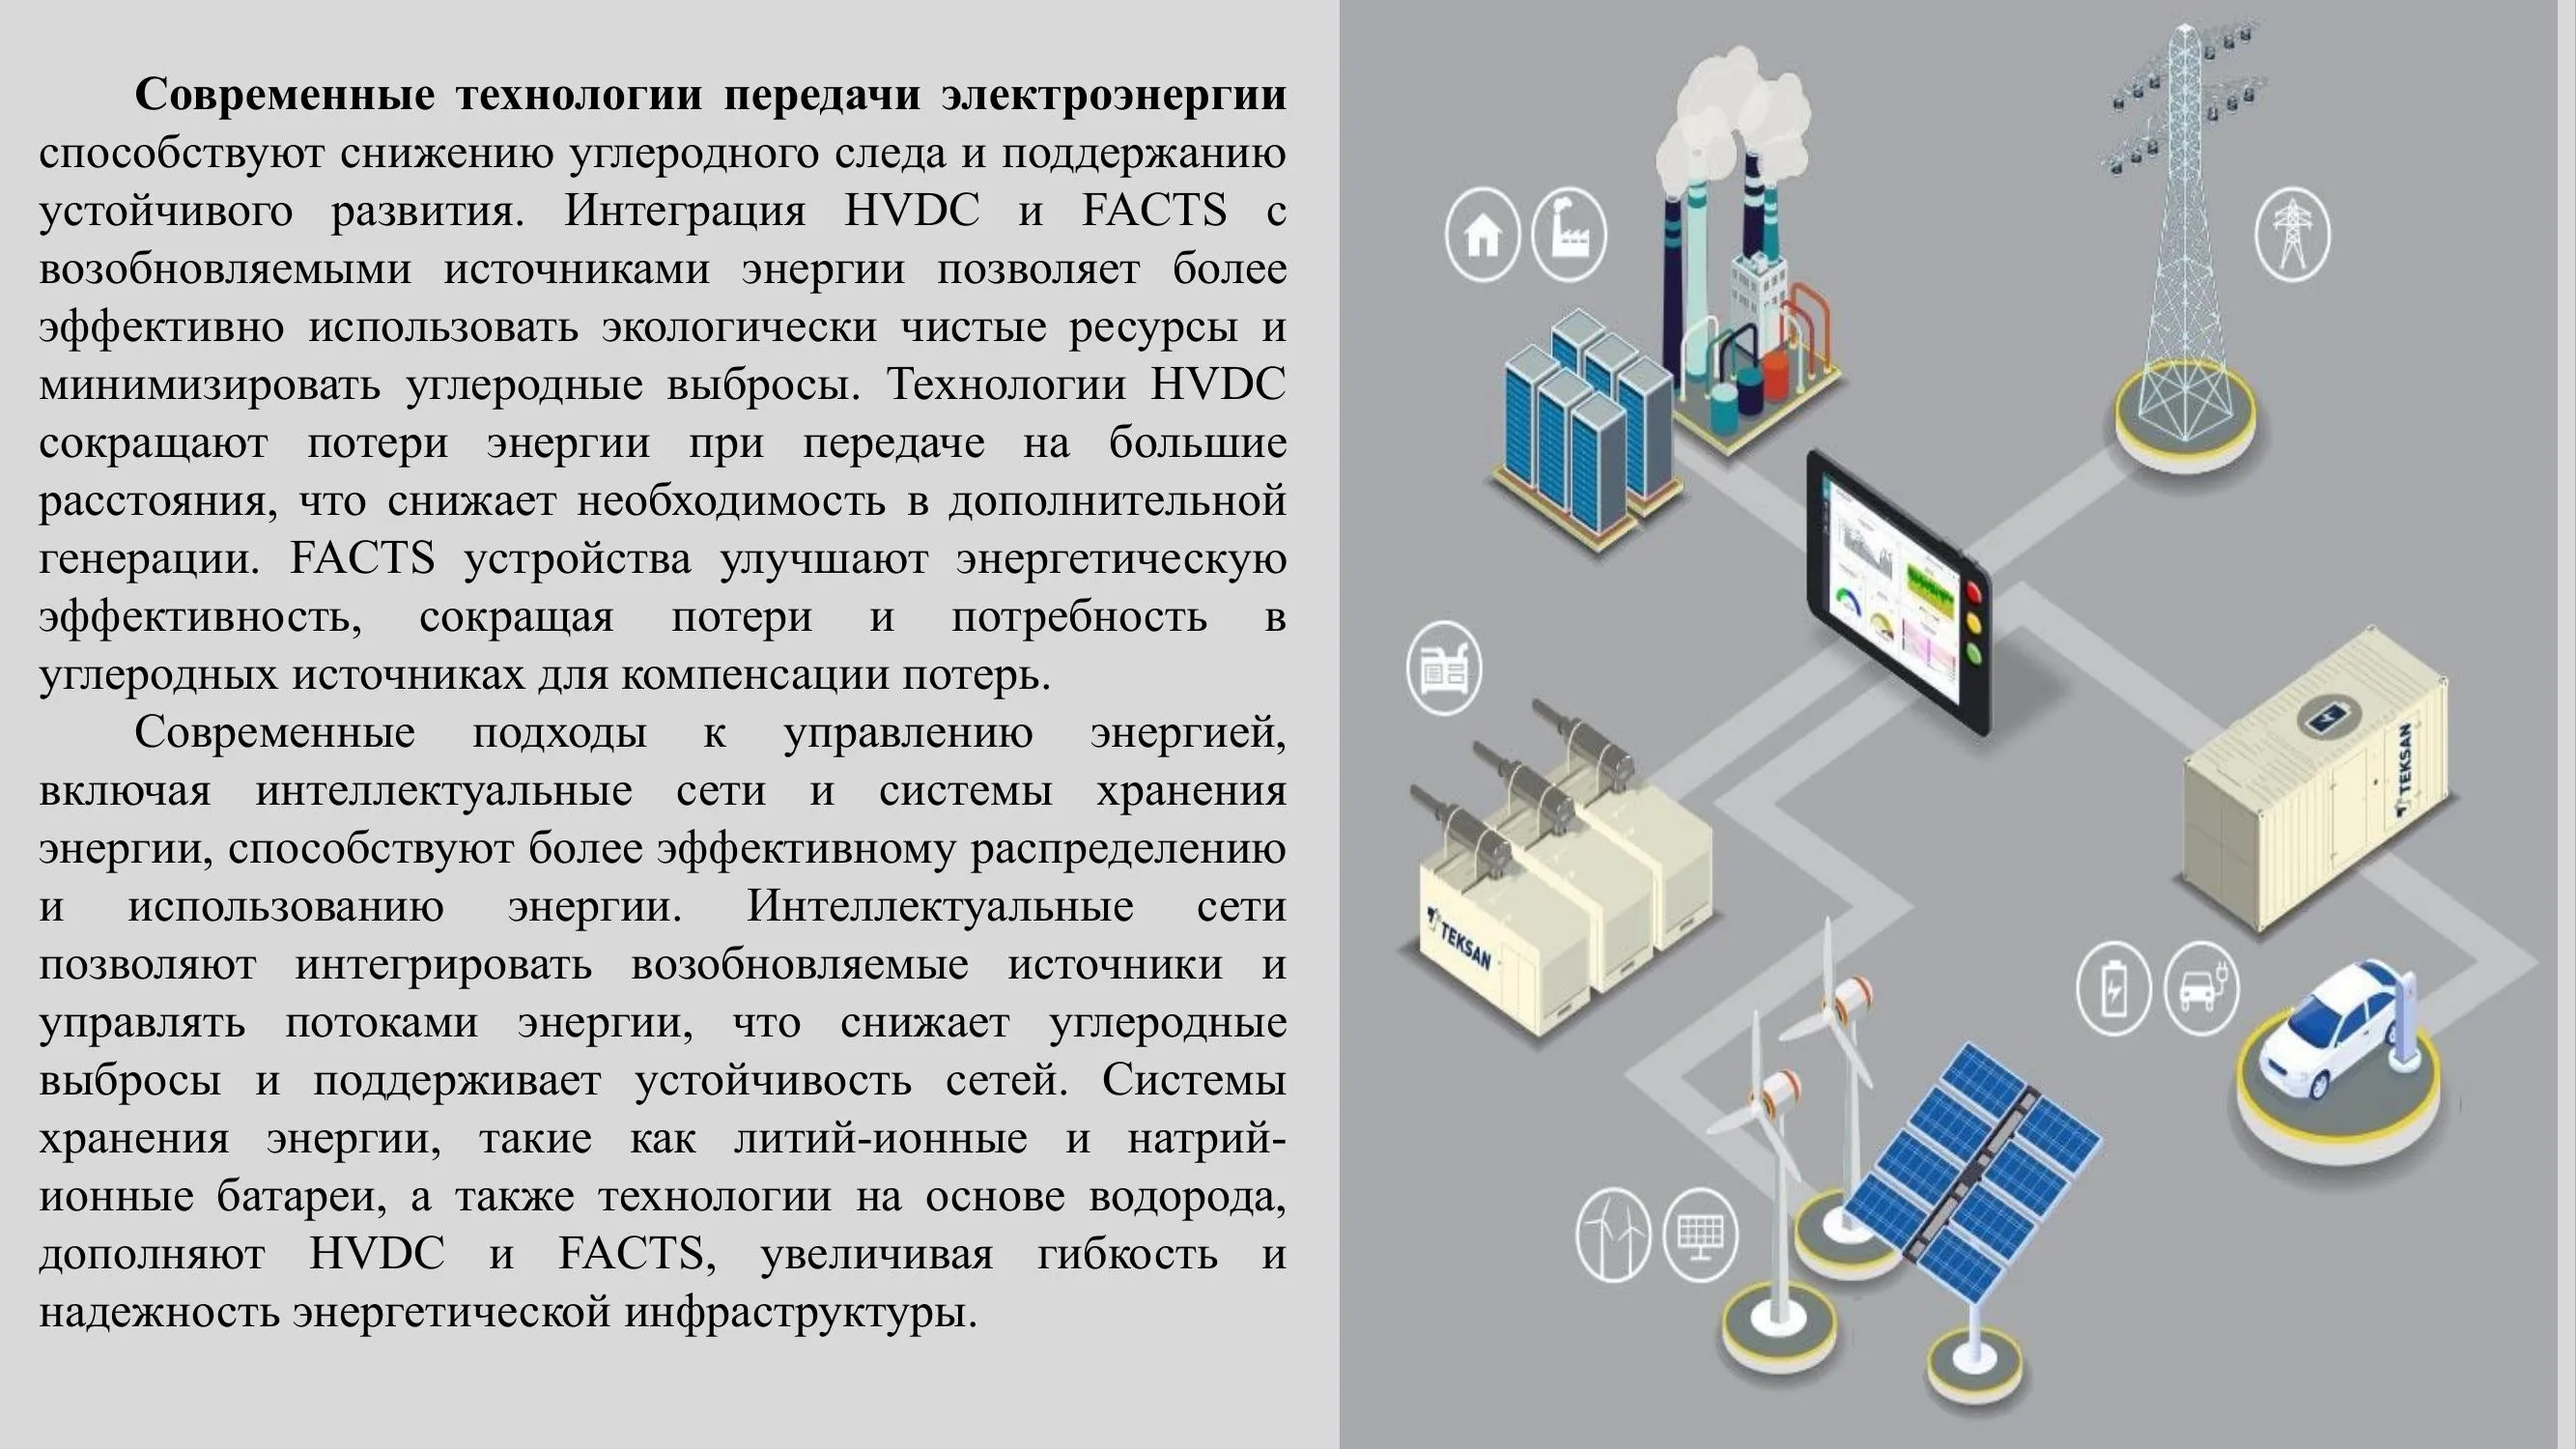 Современные технологии передачи электроэнергии
способствуют снижению углеродного следа и поддержанию
устойчивого развития. Интеграция HVDC и FACTS с
возобновляемыми источниками энергии позволяет более
эффективно использовать экологически чистые ресурсы и
минимизировать углеродные выбросы. Технологии HVDC
сокращают потери энергии при передаче на большие
расстояния, что снижает необходимость в дополнительной
генерации. FACTS устройства улучшают энергетическую
эффективность, сокращая потери и потребность в
углеродных источниках для компенсации потерь.
Современные подходы к управлению энергией,
включая интеллектуальные сети и системы хранения
энергии, способствуют более эффективному распределению
и использованию энергии. Интеллектуальные сети
позволяют интегрировать возобновляемые источники и
управлять потоками энергии, что снижает углеродные
выбросы и поддерживает устойчивость сетей. Системы
хранения энергии, такие как литий-ионные и натрий-
ионные батареи, а также технологии на основе водорода,
дополняют HVDC и FACTS, увеличивая гибкость и
надежность энергетической инфраструктуры.
TEKSAN
TEKSAN